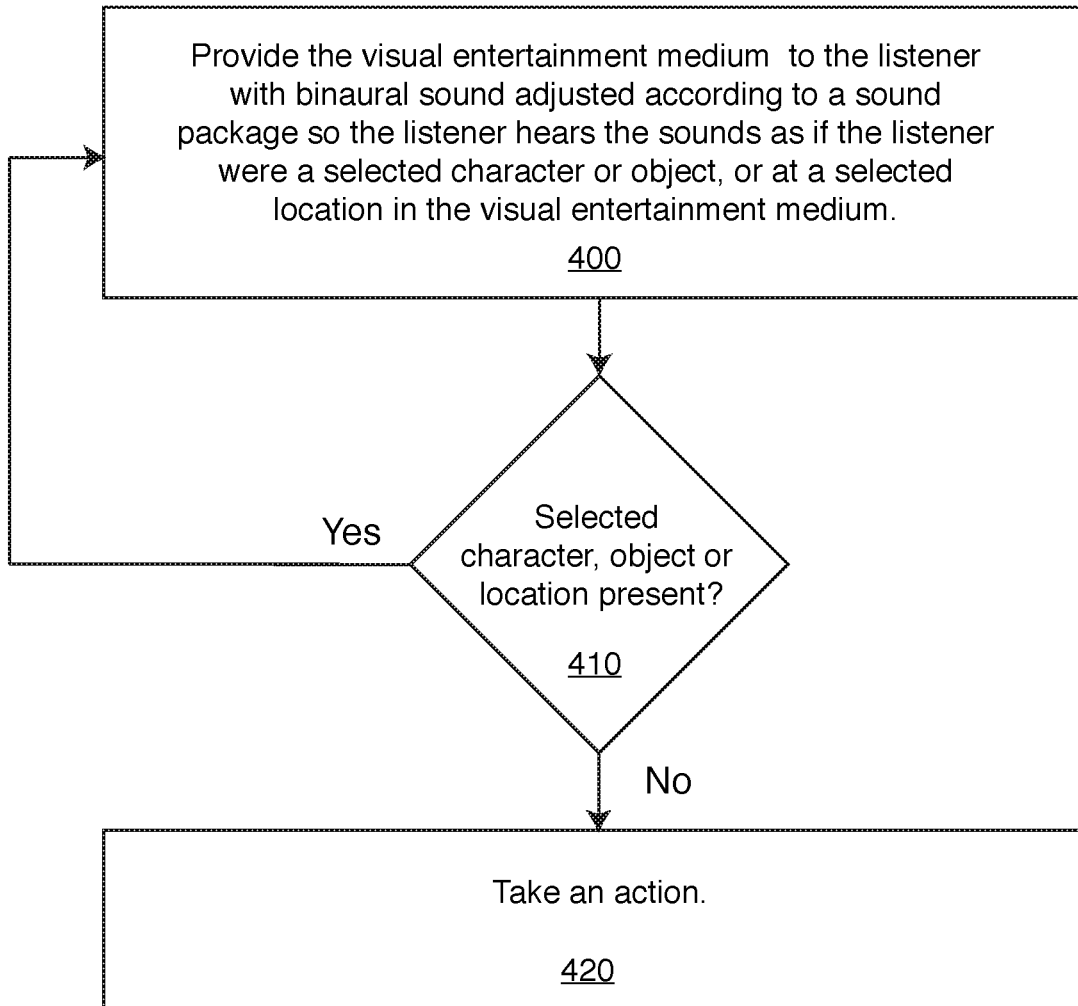 Provide the visual entertainment medium to the listener
with binaural sound adjusted according to a sound
package so the listener hears the sounds as if the listener
were a selected character or object, or at a selected
location in the visual entertainment medium.
400
Yes
Selected
character, object or
location present?
410
No
Take an action.
420